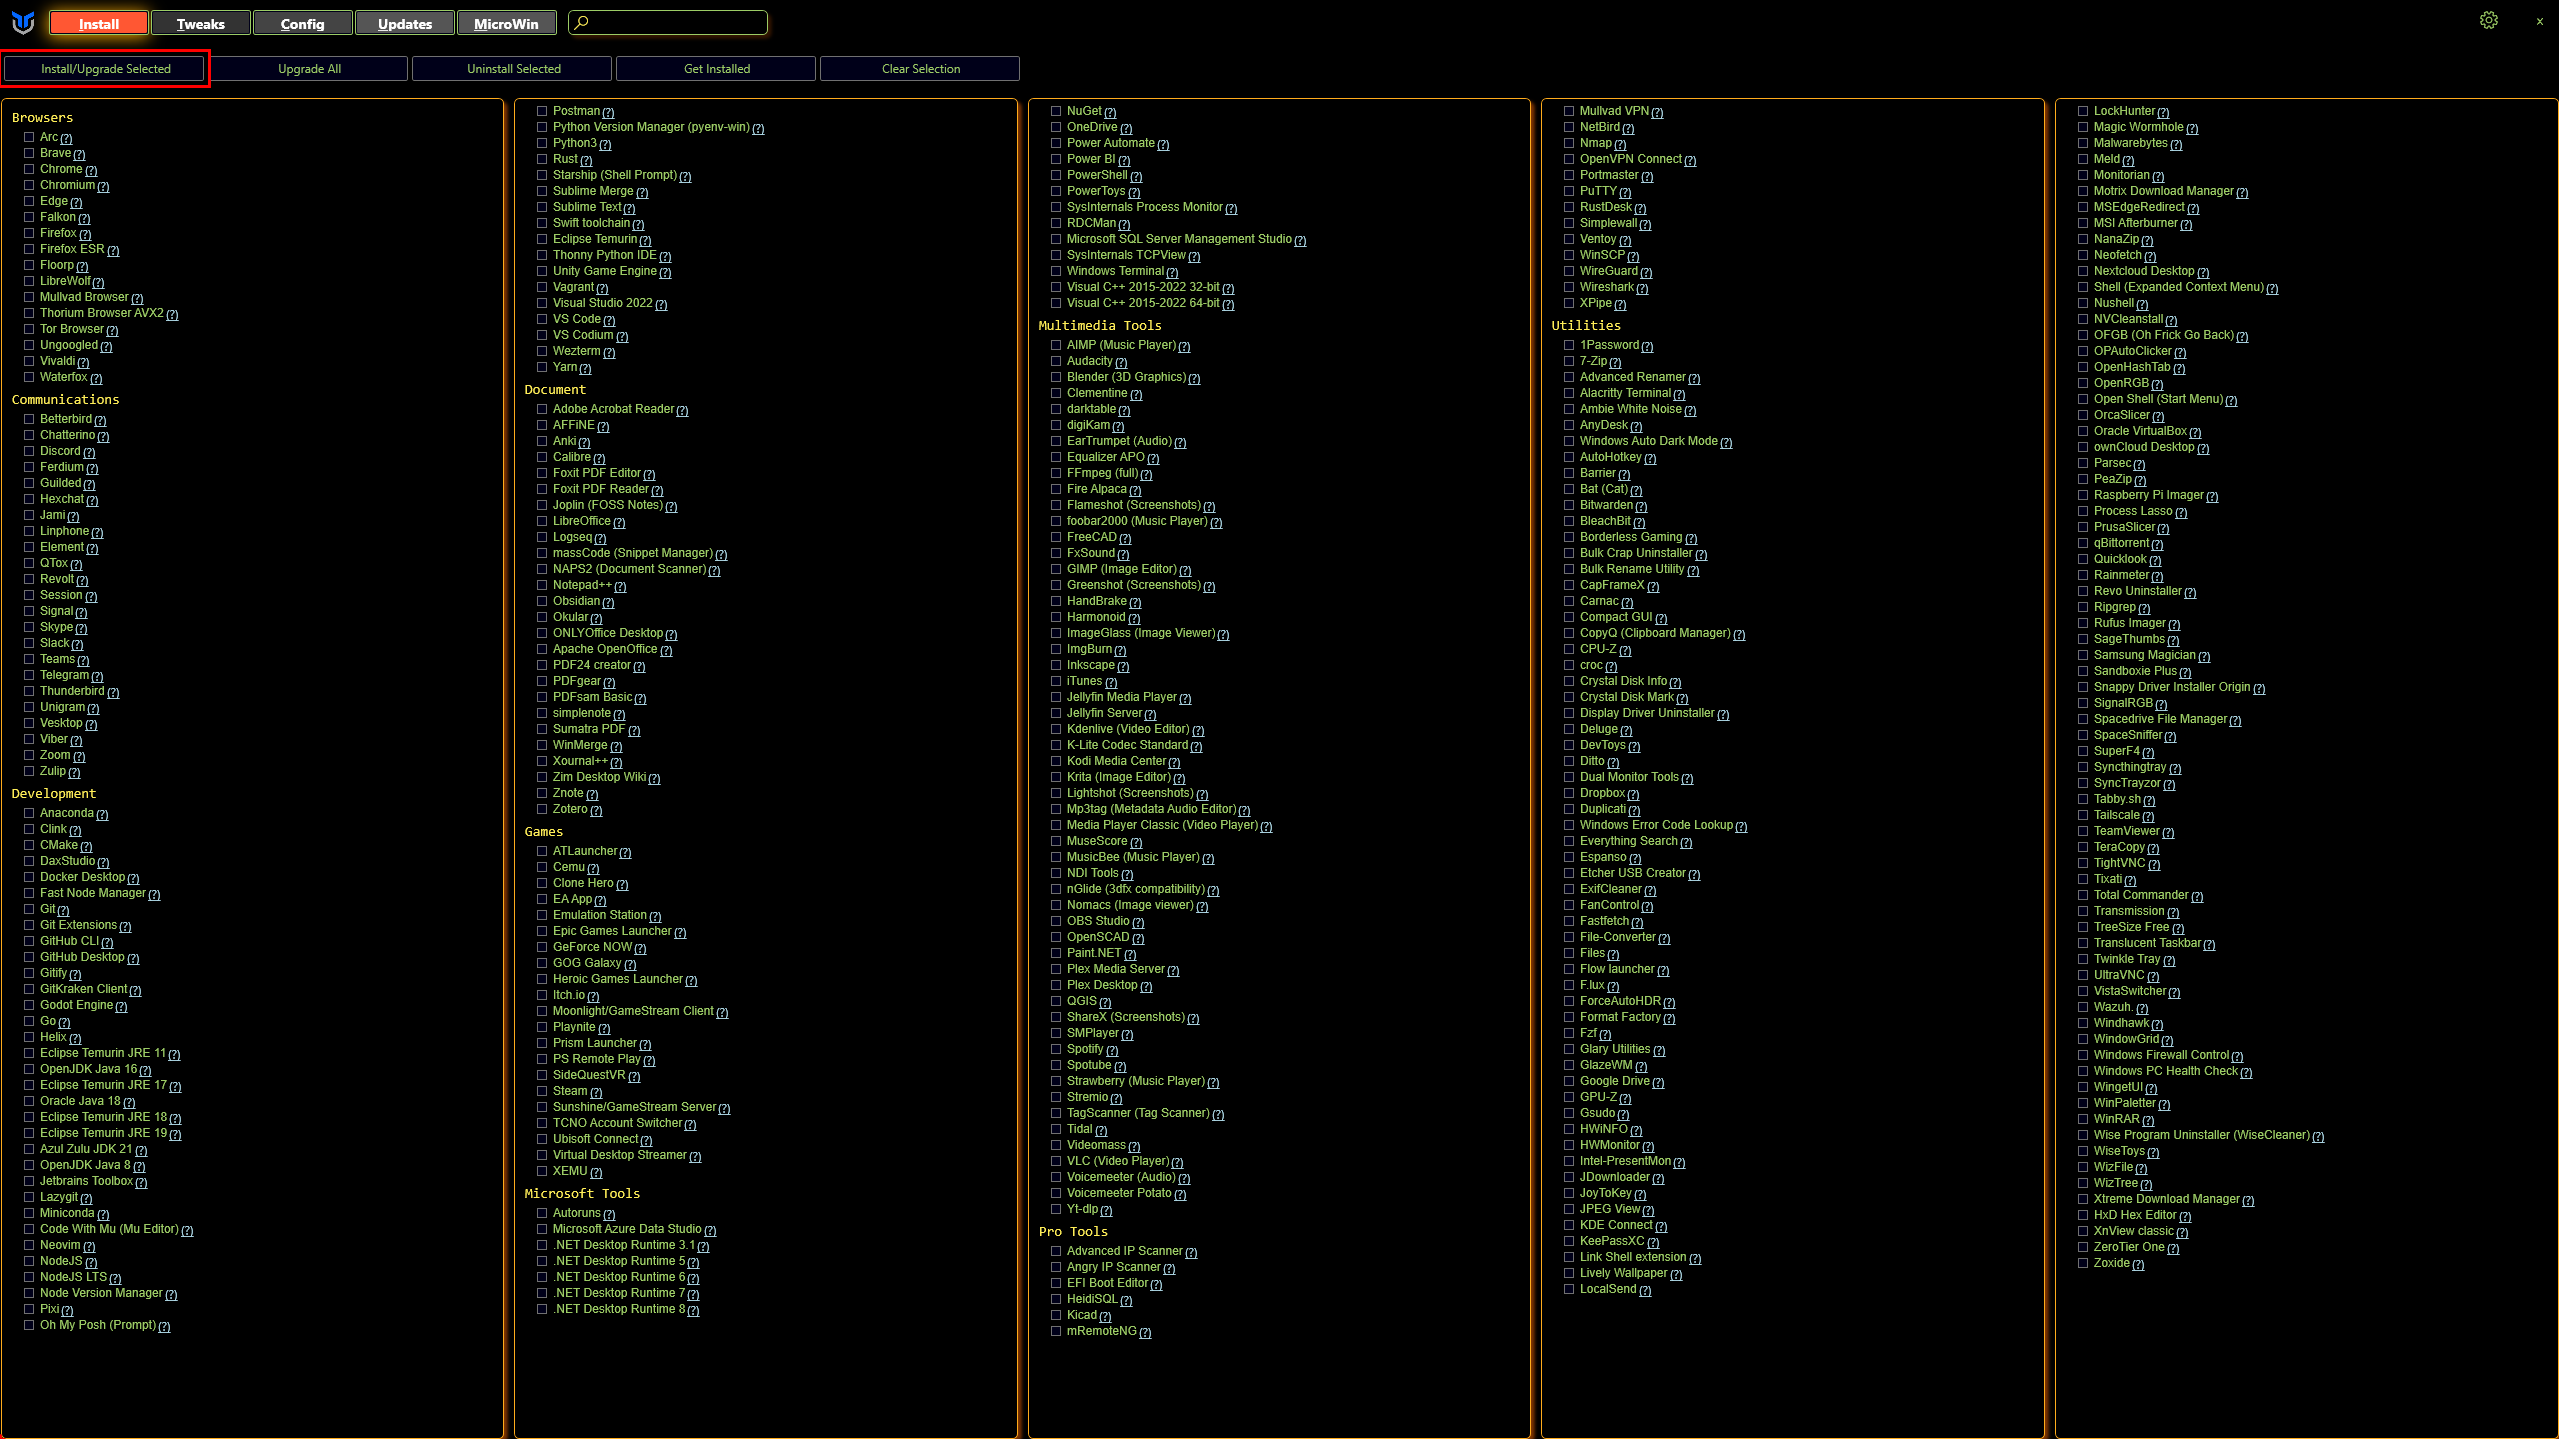 Install
Tweaks
Config
Updates
MicroWin
Install/Upgrade Selected
Upgrade All
Uninstall Selected
Get Installed
Clear Selection
Browsers
Arc (?)
Brave (?)
Chrome (?)
Chromium (?)
Edge (?)
Falkon (?)
Firefox (?)
Firefox ESR (?)
Floorp (?)
LibreWolf (?)
Mullvad Browser (?)
Thorium Browser AVX2 (?)
Tor Browser (?)
Ungoogled (?)
Vivaldi (?)
Waterfox (?)
Communications
Betterbird (?)
Chatterino (?)
Discord (?)
Ferdium (?)
Guilded (?)
Hexchat (?)
Jami (?)
Linphone (?)
Element (?)
QTox (?)
Revolt (?)
Session (?)
Signal (?)
Skype (?)
Slack (?)
Teams (?)
Telegram (?)
Thunderbird (?)
Unigram (?)
Vesktop (?)
Viber (?)
Zoom (?)
Zulip (?)
Development
Anaconda (?)
Clink (?)
CMake (?)
DaxStudio (?)
Docker Desktop (?)
Fast Node Manager (?)
Git (?)
Git Extensions (?)
GitHub CLI (?)
GitHub Desktop (?)
Gitify (?)
GitKraken Client (?)
Godot Engine (?)
Go (?)
Helix (?)
Eclipse Temurin JRE 11 (?)
OpenJDK Java 16 (?)
Eclipse Temurin JRE 17 (?)
Oracle Java 18 (?)
Eclipse Temurin JRE 18 (?)
Eclipse Temurin JRE 19 (?)
Azul Zulu JDK 21 (?)
OpenJDK Java 8 (?)
Jetbrains Toolbox (?)
Lazygit (?)
Miniconda (?)
Code With Mu (Mu Editor) (?)
Neovim (?)
NodeJS (?)
NodeJS LTS (?)
Node Version Manager (?)
Pixi (?)
Oh My Posh (Prompt) (?)
Postman (?)
Python Version Manager (pyenv-win) (?)
Python3 (?)
Rust (?)
Starship (Shell Prompt) (?)
Sublime Merge (?)
Sublime Text (?)
Swift toolchain (?)
Eclipse Temurin (?)
Thonny Python IDE (?)
Unity Game Engine (?)
Vagrant (?)
Visual Studio 2022 (?)
VS Code (?)
VS Codium (?)
Wezterm (?)
Yarn (?)
Document
Adobe Acrobat Reader (?)
AFFiNE (?)
Anki (?)
Calibre (?)
Foxit PDF Editor (?)
Foxit PDF Reader (?)
Joplin (FOSS Notes) (?)
LibreOffice (?)
Logseq (?)
massCode (Snippet Manager) (?)
NAPS2 (Document Scanner) (?)
Notepad++ (?)
Obsidian (?)
Okular (?)
ONLYOffice Desktop (?)
Apache OpenOffice (?)
PDF24 creator (?)
PDFgear (?)
PDFsam Basic (?)
simplenote (?)
Sumatra PDF (?)
WinMerge (?)
Xournal++ (?)
Zim Desktop Wiki (?)
Znote (?)
Zotero (?)
Games
ATLauncher (?)
Cemu (?)
Clone Hero (?)
EA App (?)
Emulation Station (?)
Epic Games Launcher (?)
GeForce NOW (?)
GOG Galaxy (?)
Heroic Games Launcher (?)
Itch.io (?)
Moonlight/GameStream Client (?)
Playnite (?)
Prism Launcher (?)
PS Remote Play (?)
SideQuestVR (?)
Steam (?)
Sunshine/GameStream Server (?)
TCNO Account Switcher (?)
Ubisoft Connect (?)
Virtual Desktop Streamer (?)
XEMU (?)
Microsoft Tools
Autoruns (?)
Microsoft Azure Data Studio (?)
.NET Desktop Runtime 3.1 (?)
.NET Desktop Runtime 5 (?)
.NET Desktop Runtime 6 (?)
.NET Desktop Runtime 7 (?)
.NET Desktop Runtime 8 (?)
NuGet (?)
OneDrive (?)
Power Automate (?)
Power BI (?)
PowerShell (?)
PowerToys (?)
SysInternals Process Monitor (?)
RDCMan (?)
Microsoft SQL Server Management Studio (?)
SysInternals TCPView (?)
Windows Terminal (?)
Visual C++ 2015-2022 32-bit (?)
Visual C++ 2015-2022 64-bit (?)
Multimedia Tools
AIMP (Music Player) (?)
Audacity (?)
Blender (3D Graphics) (?)
Clementine (?)
darktable (?)
digiKam (?)
EarTrumpet (Audio) (?)
Equalizer APO (?)
FFmpeg (full) (?)
Fire Alpaca (?)
Flameshot (Screenshots) (?)
foobar2000 (Music Player) (?)
FreeCAD (?)
FxSound (?)
GIMP (Image Editor) (?)
Greenshot (Screenshots) (?)
HandBrake (?)
Harmonoid (?)
ImageGlass (Image Viewer) (?)
ImgBurn (?)
Inkscape (?)
iTunes (?)
Jellyfin Media Player (?)
Jellyfin Server (?)
Kdenlive (Video Editor) (?)
K-Lite Codec Standard (?)
Kodi Media Center (?)
Krita (Image Editor) (?)
Lightshot (Screenshots) (?)
Mp3tag (Metadata Audio Editor) (?)
Media Player Classic (Video Player) (?)
MuseScore (?)
MusicBee (Music Player) (?)
NDI Tools (?)
nGlide (3dfx compatibility) (?)
Nomacs (Image viewer) (?)
OBS Studio (?)
OpenSCAD (?)
Paint.NET (?)
Plex Media Server (?)
Plex Desktop (?)
QGIS (?)
ShareX (Screenshots) (?)
SMPlayer (?)
Spotify (?)
Spotube (?)
Strawberry (Music Player) (?)
Stremio (?)
TagScanner (Tag Scanner) (?)
Tidal (?)
Videomass (?)
VLC (Video Player) (?)
Voicemeeter (Audio) (?)
Voicemeeter Potato (?)
Yt-dlp (?)
Pro Tools
Advanced IP Scanner (?)
Angry IP Scanner (?)
EFI Boot Editor (?)
HeidiSQL (?)
Kicad (?)
mRemoteNG (?)
Mullvad VPN (?)
NetBird (?)
Nmap (?)
OpenVPN Connect (?)
Portmaster (?)
PuTTY (?)
RustDesk (?)
Simplewall (?)
Ventoy (?)
WinSCP (?)
WireGuard (?)
Wireshark (?)
XPipe (?)
Utilities
1Password (?)
7-Zip (?)
Advanced Renamer (?)
Alacritty Terminal (?)
Ambie White Noise (?)
AnyDesk (?)
Windows Auto Dark Mode (?)
AutoHotkey (?)
Barrier (?)
Bat (Cat) (?)
Bitwarden (?)
BleachBit (?)
Borderless Gaming (?)
Bulk Crap Uninstaller (?)
Bulk Rename Utility (?)
CapFrameX (?)
Carnac (?)
Compact GUI (?)
CopyQ (Clipboard Manager) (?)
CPU-Z (?)
croc (?)
Crystal Disk Info (?)
Crystal Disk Mark (?)
Display Driver Uninstaller (?)
Deluge (?)
DevToys (?)
Ditto (?)
Dual Monitor Tools (?)
Dropbox (?)
Duplicati (?)
Windows Error Code Lookup (?)
Everything Search (?)
Espanso (?)
Etcher USB Creator (?)
ExifCleaner (?)
FanControl (?)
Fastfetch (?)
File-Converter (?)
Files (?)
Flow launcher (?)
F.lux (?)
ForceAutoHDR (?)
Format Factory (?)
Fzf (?)
Glary Utilities (?)
GlazeWM (?)
Google Drive (?)
GPU-Z (?)
Gsudo (?)
HWiNFO (?)
HWMonitor (?)
Intel-PresentMon (?)
JDownloader (?)
JoyToKey (?)
JPEG View (?)
KDE Connect (?)
KeePassXC (?)
Link Shell extension (?)
Lively Wallpaper (?)
LocalSend (?)
LockHunter (?)
Magic Wormhole (?)
Malwarebytes (?)
Meld (?)
Monitorian (?)
Motrix Download Manager (?)
MSEdgeRedirect (?)
MSI Afterburner (?)
NanaZip (?)
Neofetch (?)
Nextcloud Desktop (?)
Shell (Expanded Context Menu) (?)
Nushell (?)
NVCleanstall (?)
OFGB (Oh Frick Go Back) (?)
OPAutoClicker (?)
OpenHashTab (?)
OpenRGB (?)
Open Shell (Start Menu) (?)
OrcaSlicer (?)
Oracle VirtualBox (?)
ownCloud Desktop (?)
Parsec (?)
PeaZip (?)
Raspberry Pi Imager (?)
Process Lasso (?)
PrusaSlicer (?)
qBittorrent (?)
Quicklook (?)
Rainmeter (?)
Revo Uninstaller (?)
Ripgrep (?)
Rufus Imager (?)
SageThumbs (?)
Samsung Magician (?)
Sandboxie Plus (?)
Snappy Driver Installer Origin (?)
SignalRGB (?)
Spacedrive File Manager (?)
SpaceSniffer (?)
SuperF4 (?)
Syncthingtray (?)
SyncTrayzor (?)
Tabby.sh (?)
Tailscale (?)
TeamViewer (?)
TeraCopy (?)
TightVNC (?)
Tixati (?)
Total Commander (?)
Transmission (?)
TreeSize Free (?)
Translucent Taskbar (?)
Twinkle Tray (?)
UltraVNC (?)
VistaSwitcher (?)
Wazuh. (?)
Windhawk (?)
WindowGrid (?)
Windows Firewall Control (?)
Windows PC Health Check (?)
WingetUI (?)
WinPaletter (?)
WinRAR (?)
Wise Program Uninstaller (WiseCleaner) (?)
WiseToys (?)
WizFile (?)
WizTree (?)
Xtreme Download Manager (?)
HxD Hex Editor (?)
XnView classic (?)
ZeroTier One (?)
Zoxide (?)